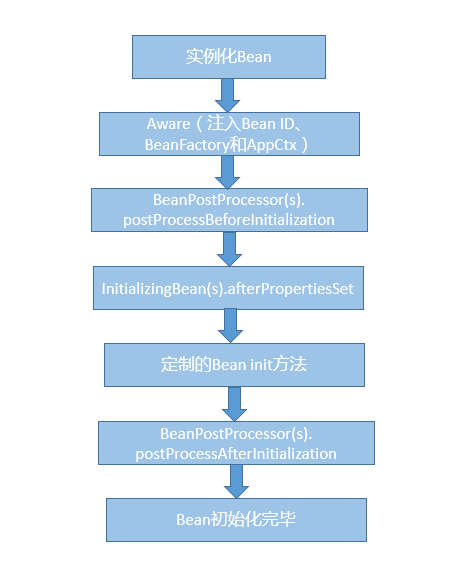 实例化Bean
Aware（注入Bean ID、
BeanFactory和AppCtx）
BeanPostProcessor(s).
postProcessBeforeInitialization
InitializingBean(s).afterPropertiesSet
定制的Bean init方法
BeanPostProcessor(s).
postProcessAfterInitialization
Bean初始化完毕